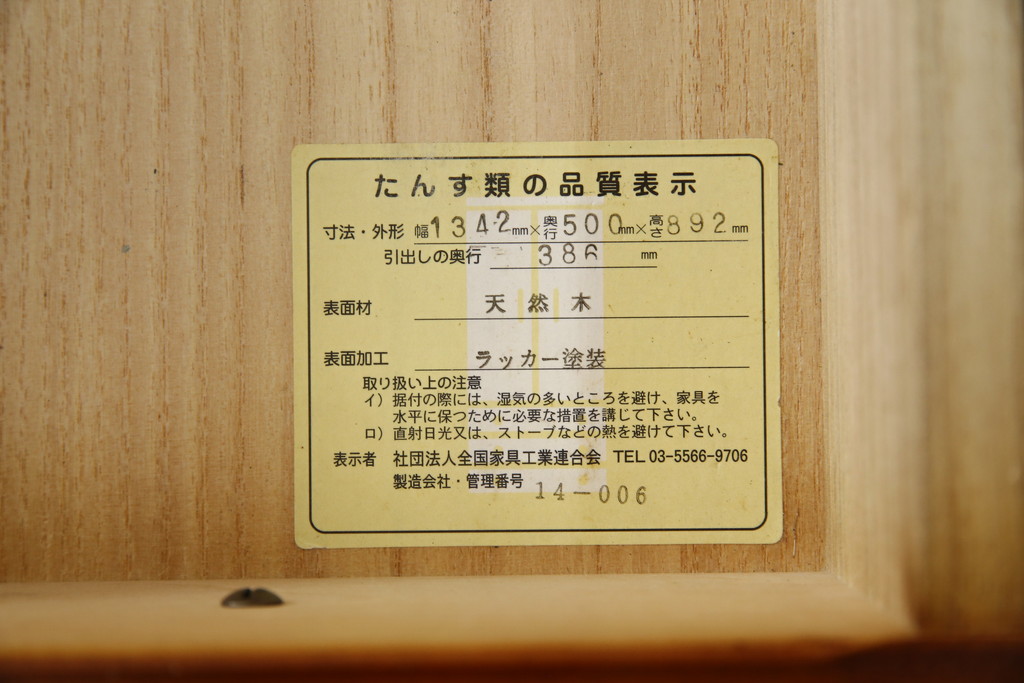 たんす類の品質表示
寸法・外形 幅1342mm×奥行500mm×高さ892mm
引出しの奥行 386 mm
表面材 天然木
表面加工 ラッカー塗装
取り扱い上の注意
イ）据付の際には、湿気の多いところを避け、家具を
水平に保つために必要な措置を講じて下さい。
ロ）直射日光又は、ストーブなどの熱を避けて下さい。
表示者 社団法人全国家具工業連合会 TEL 03-5566-9706
製造会社・管理番号 14-006